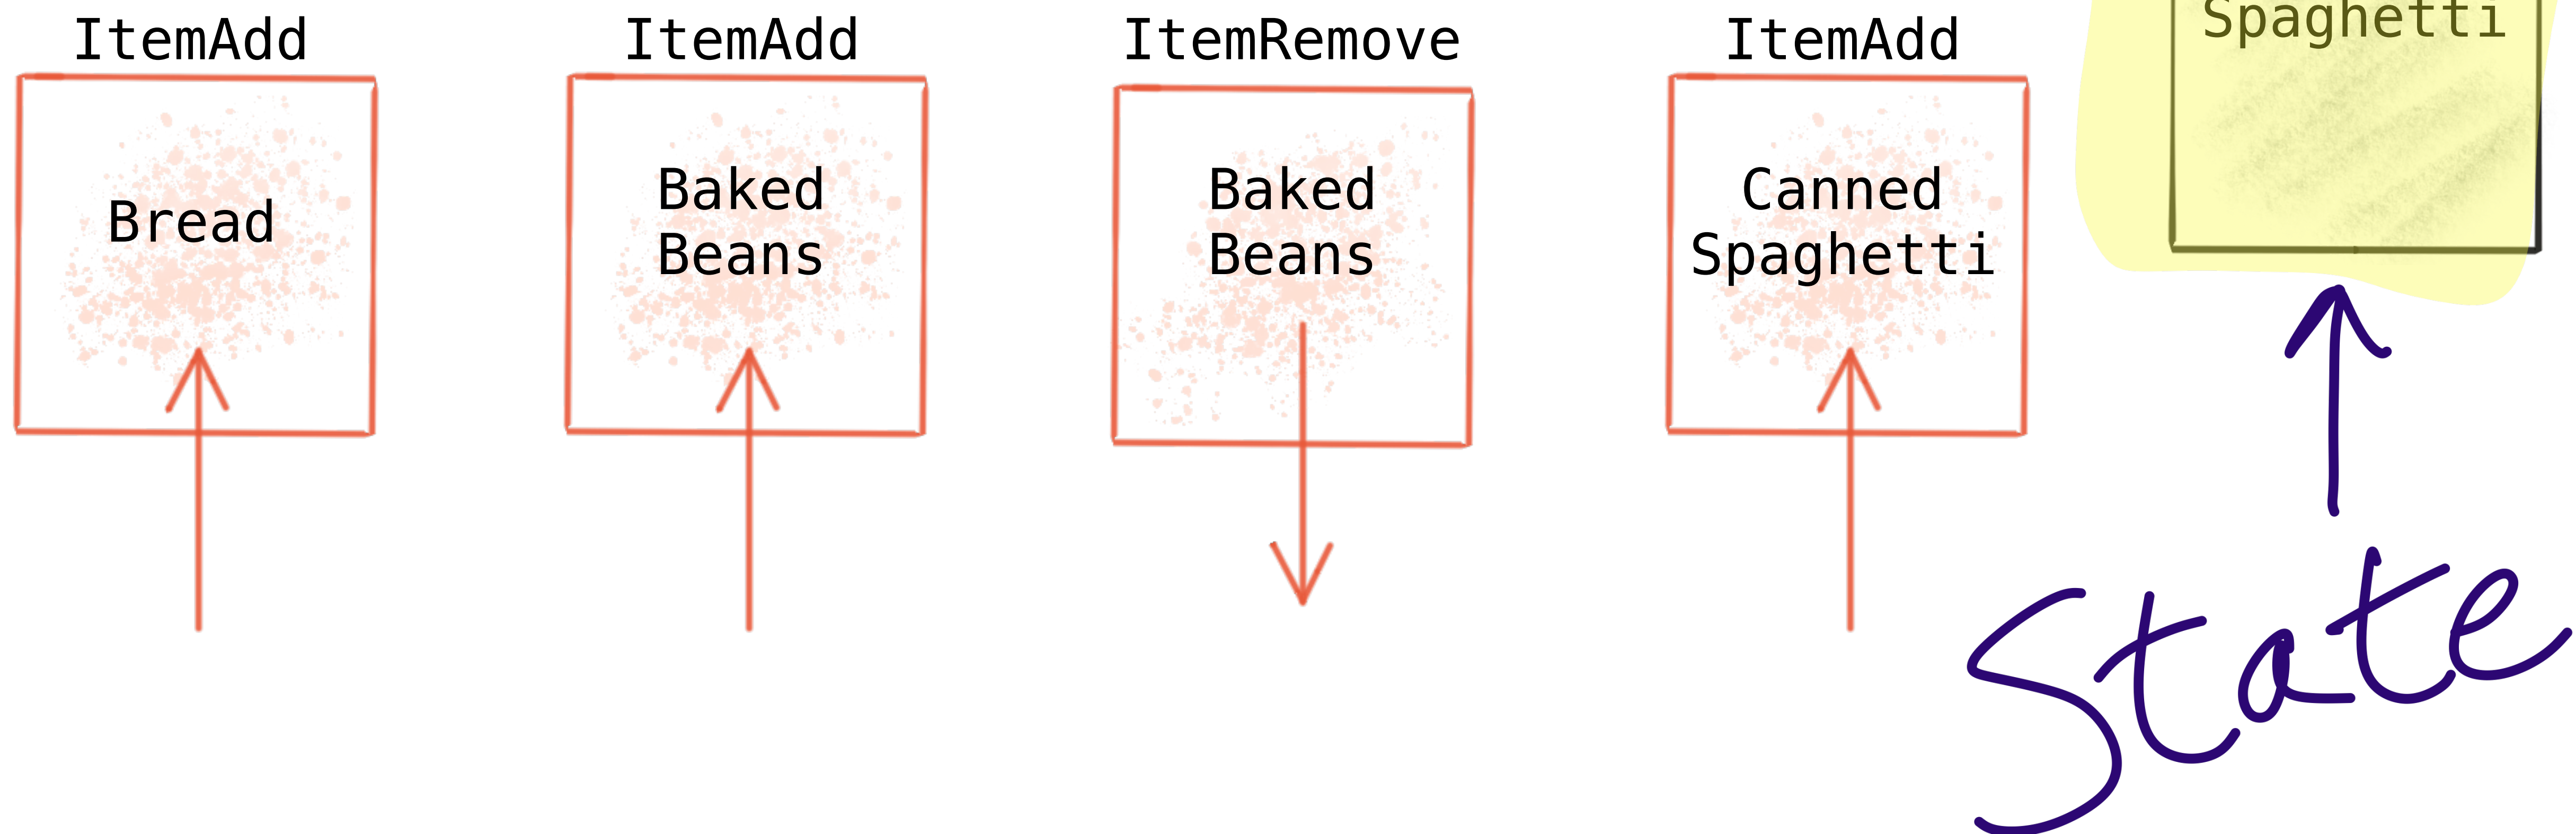 ItemAdd
ItemAdd
ItemRemove
ItemAdd
Spaghetti
Bread
Baked
Beans
Baked
Beans
Canned
Spaghetti
State